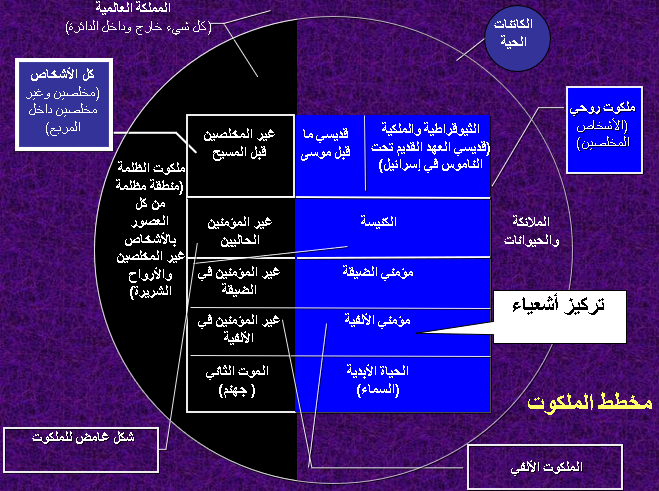 المملكة العالمية
(كل شيء خارج وداخل الدائرة)
الكائنات
الحية
كل الأشخاص
(مخلصين وغير
مخلصين داخل
المربع)
ملكوت روحي
(الأشخاص
المخلصين)
غير المخلصين
قبل المسيح
قديسي ما
قبل موسى
الثيوقراطية والملكية
(قديسي العهد القديم تحت
الناموس في إسرائيل)
ملكوت الظلمة
(منطقة مظلمة
من كل
العصور
بالأشخاص
غير المخلصين
والأرواح
الشريرة)
غير المؤمنين
الحاليين
الكنيسة
الملائكة
والحيوانات
غير المؤمنين في
الضيقة
مؤمني الضيقة
غير المؤمنين في
الألفية
مؤمني الألفية
تركيز أشعياء
الموت الثاني
( جهنم)
الحياة الأبدية
(السماء)
مخطط الملكوت
شكل غامض للملكوت
الملكوت الألفي